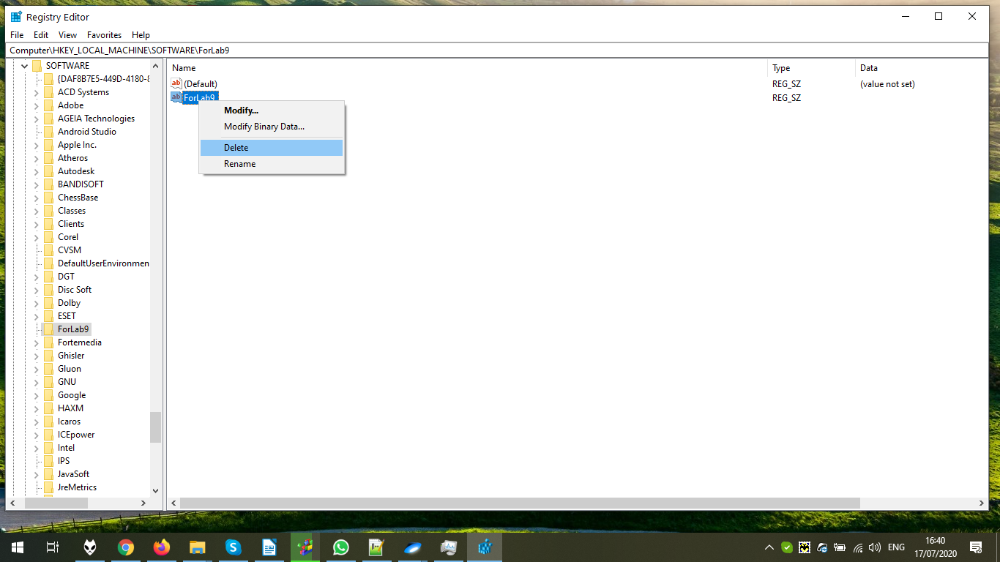 Registry Editor
File Edit View Favorites Help
Computer\HKEY_LOCAL_MACHINE\SOFTWARE\ForLab9
SOFTWARE
{DAF8B7E5-449D-4180-8
ACD Systems
Adobe
AGEIA Technologies
Android Studio
Apple Inc.
Atheros
Autodesk
BANDISOFT
ChessBase
Classes
Clients
Corel
CVSM
DefaultUserEnvironmen
DGT
Disc Soft
Dolby
ESET
ForLab9
Fortemedia
Ghisler
Gluon
GNU
Google
HAXM
Icaros
ICEpower
Intel
IPS
JavaSoft
JreMetrics
Name Type Data
ab (Default) REG_SZ (value not set)
ab ForLab9 REG_SZ
Modify...
Modify Binary Data...
Delete
Rename
ENG
16:40
17/07/2020